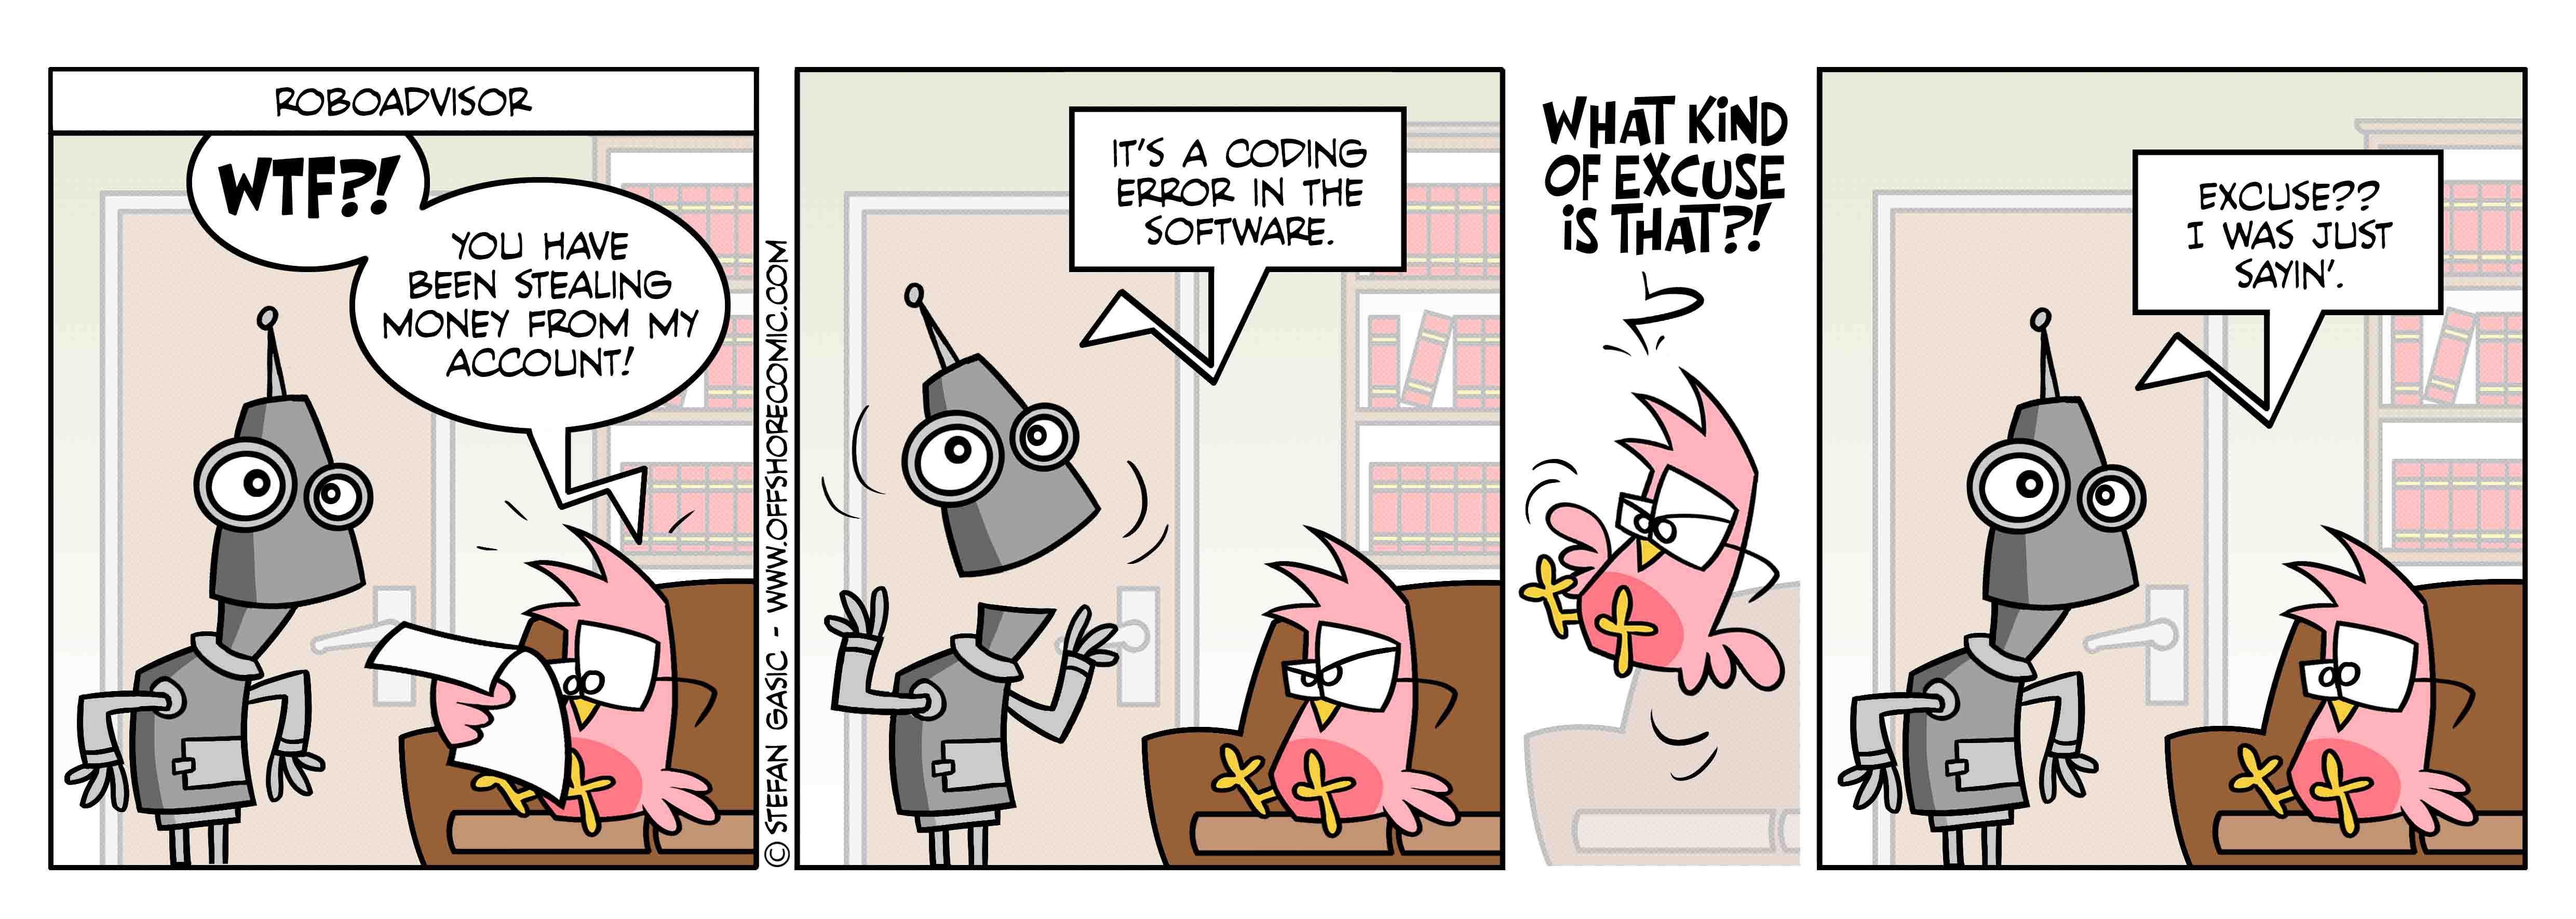 ROBOADVISOR
WTF?!
YOU HAVE
BEEN STEALING
MONEY FROM MY
ACCOUNT!
© STEFAN GASIC - WWW.OFFSHORECOMIC.COM
IT'S A CODING
ERROR IN THE
SOFTWARE.
WHAT KiND
OF EXCUSE
iS THAT?!
EXCUSE??
I WAS JUST
SAYIN'.